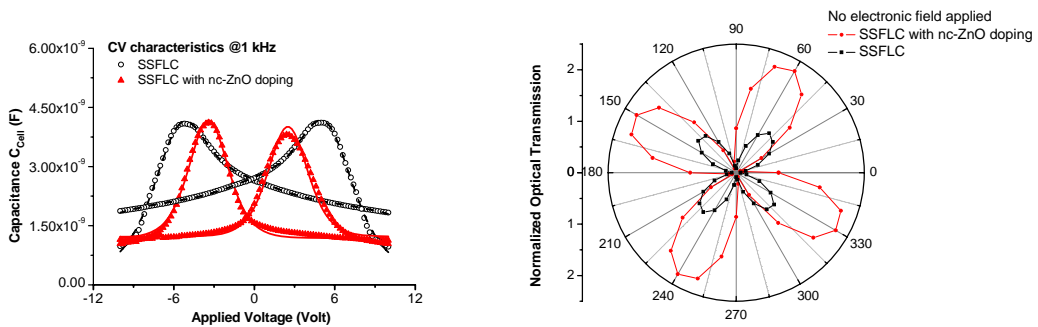 CV characteristics @1 kHz
SSFLC
SSFLC with nc-ZnO doping
6.00x10⁻⁹
4.50x10⁻⁹
3.00x10⁻⁹
1.50x10⁻⁹
0.00
Capacitance C_Cell (F)
-12
-6
0
6
12
Applied Voltage (Volt)
No electronic field applied
SSFLC with nc-ZnO doping
SSFLC
Normalized Optical Transmission
2
1
0
1
2
90
60
30
0
330
300
270
240
210
180
150
120